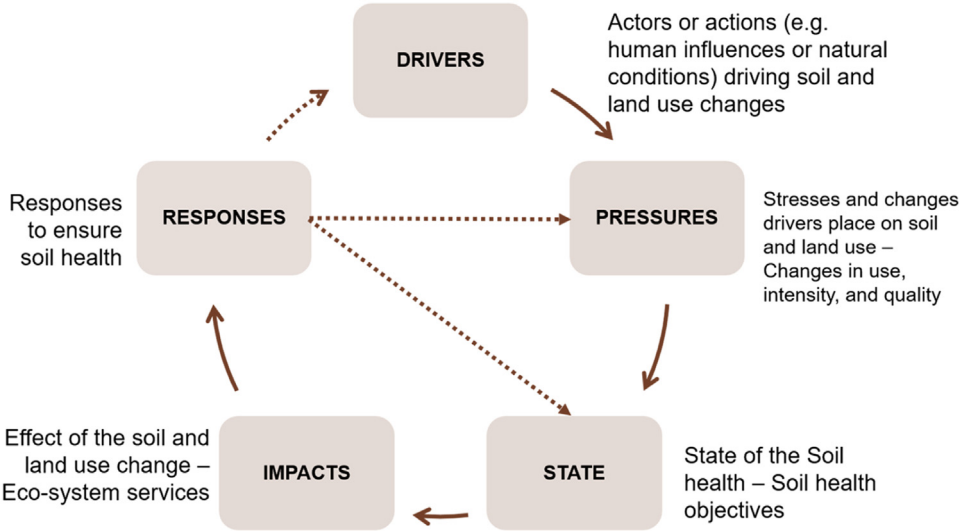 DRIVERS
Actors or actions (e.g.
human influences or natural
conditions) driving soil and
land use changes
RESPONSES
Responses
to ensure
soil health
PRESSURES
Stresses and changes
drivers place on soil
and land use –
Changes in use,
intensity, and quality
IMPACTS
Effect of the soil and
land use change –
Eco-system services
STATE
State of the Soil
health – Soil health
objectives